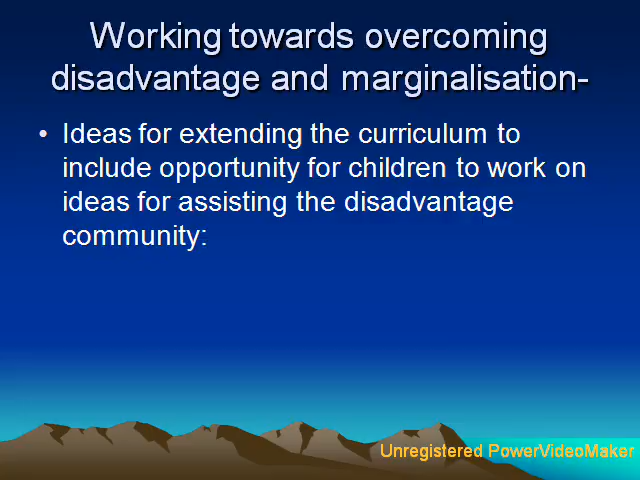 Working towards overcoming
disadvantage and marginalisation-
• Ideas for extending the curriculum to
include opportunity for children to work on
ideas for assisting the disadvantage
community:
Unregistered PowerVideoMaker